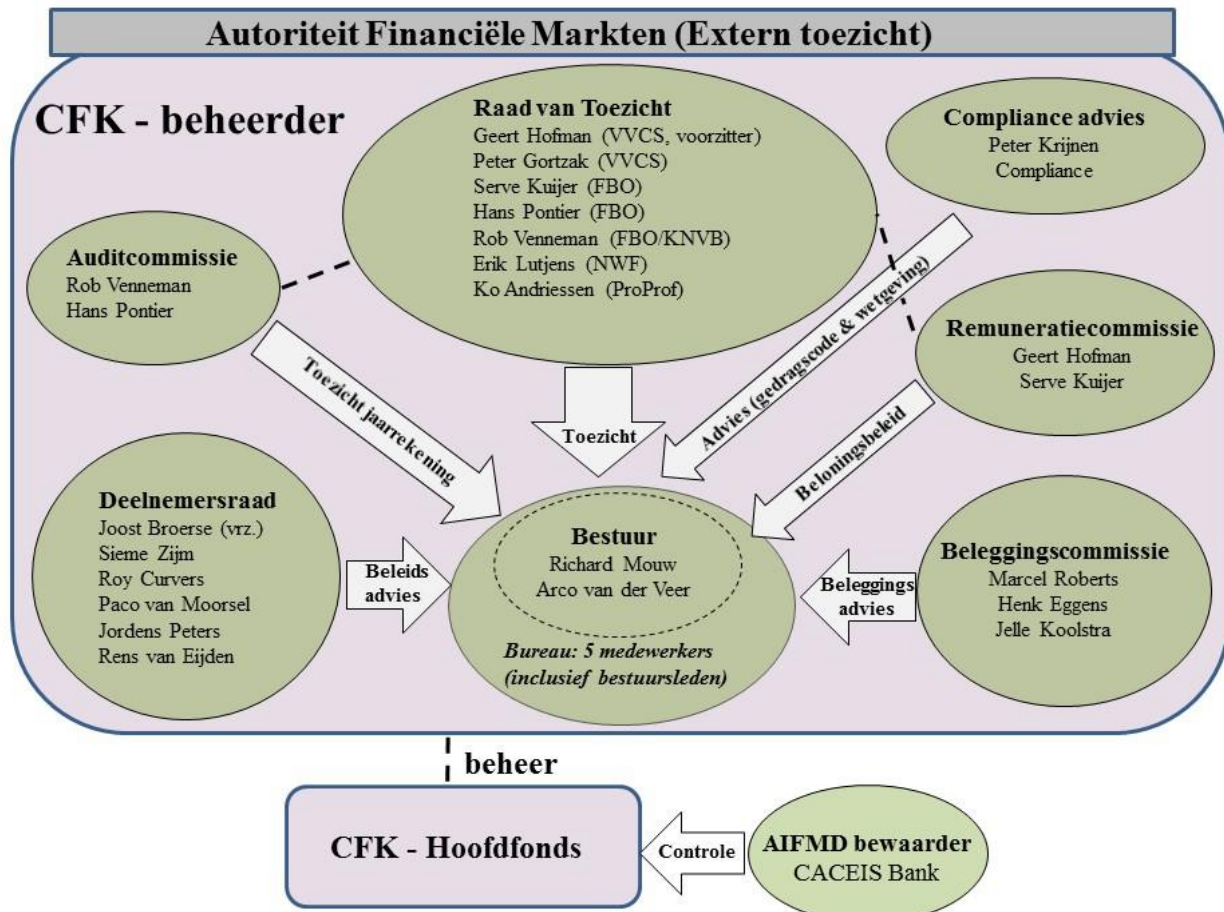 Autoriteit Financiële Markten (Extern toezicht)
CFK - beheerder
Raad van Toezicht
Geert Hofman (VVCS, voorzitter)
Peter Gortzak (VVCS)
Serve Kuijer (FBO)
Hans Pontier (FBO)
Rob Venneman (FBO/KNVB)
Erik Lutjens (NWF)
Ko Andriessen (ProProf)
Compliance advies
Peter Krijnen
Compliance
Auditcommissie
Rob Venneman
Hans Pontier
Remuneratiecommissie
Geert Hofman
Serve Kuijer
Toezicht jaarrekening
Toezicht
Advies (gedragscode & wetgeving)
Beloningsbeleid
Deelnemersraad
Joost Broerse (vrz.)
Sieme Zijm
Roy Curvers
Paco van Moorsel
Jordens Peters
Rens van Eijden
Beleids
advies
Bestuur
Richard Mouw
Arco van der Veer
Bureau: 5 medewerkers
(inclusief bestuursleden)
Beleggings
advies
Beleggingscommissie
Marcel Roberts
Henk Eggens
Jelle Koolstra
beheer
CFK - Hoofdfonds
Controle
AIFMD bewaarder
CACEIS Bank